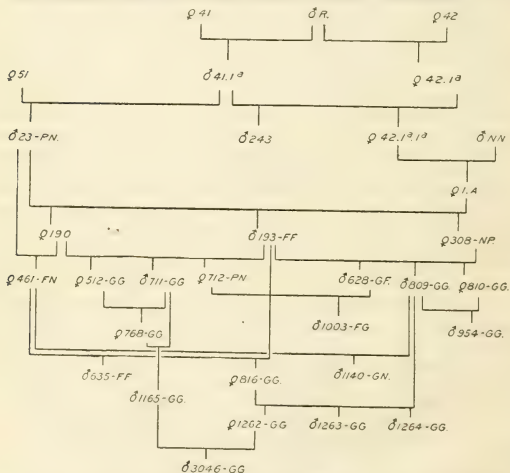 ♀41 ♂R. ♀42
♀51 ♂41.1ᵃ ♀42.1ᵃ
♂23-PN. ♂243 ♀42.1ᵃ.1ᵃ ♂NN
♀1.A
♀190 ♂193-FF ♀308-NP.
♀461-FN ♀512-GG ♂711-GG ♀712-PN ♂628-GF. ♂809-GG. ♀810-GG.
♀768-GG ♂1003-FG ♂954-GG.
♂635-FF ♀816-GG. ♂1140-GN.
♂1165-GG. ♀1202-GG ♂1263-GG ♂1264-GG.
♂3046-GG